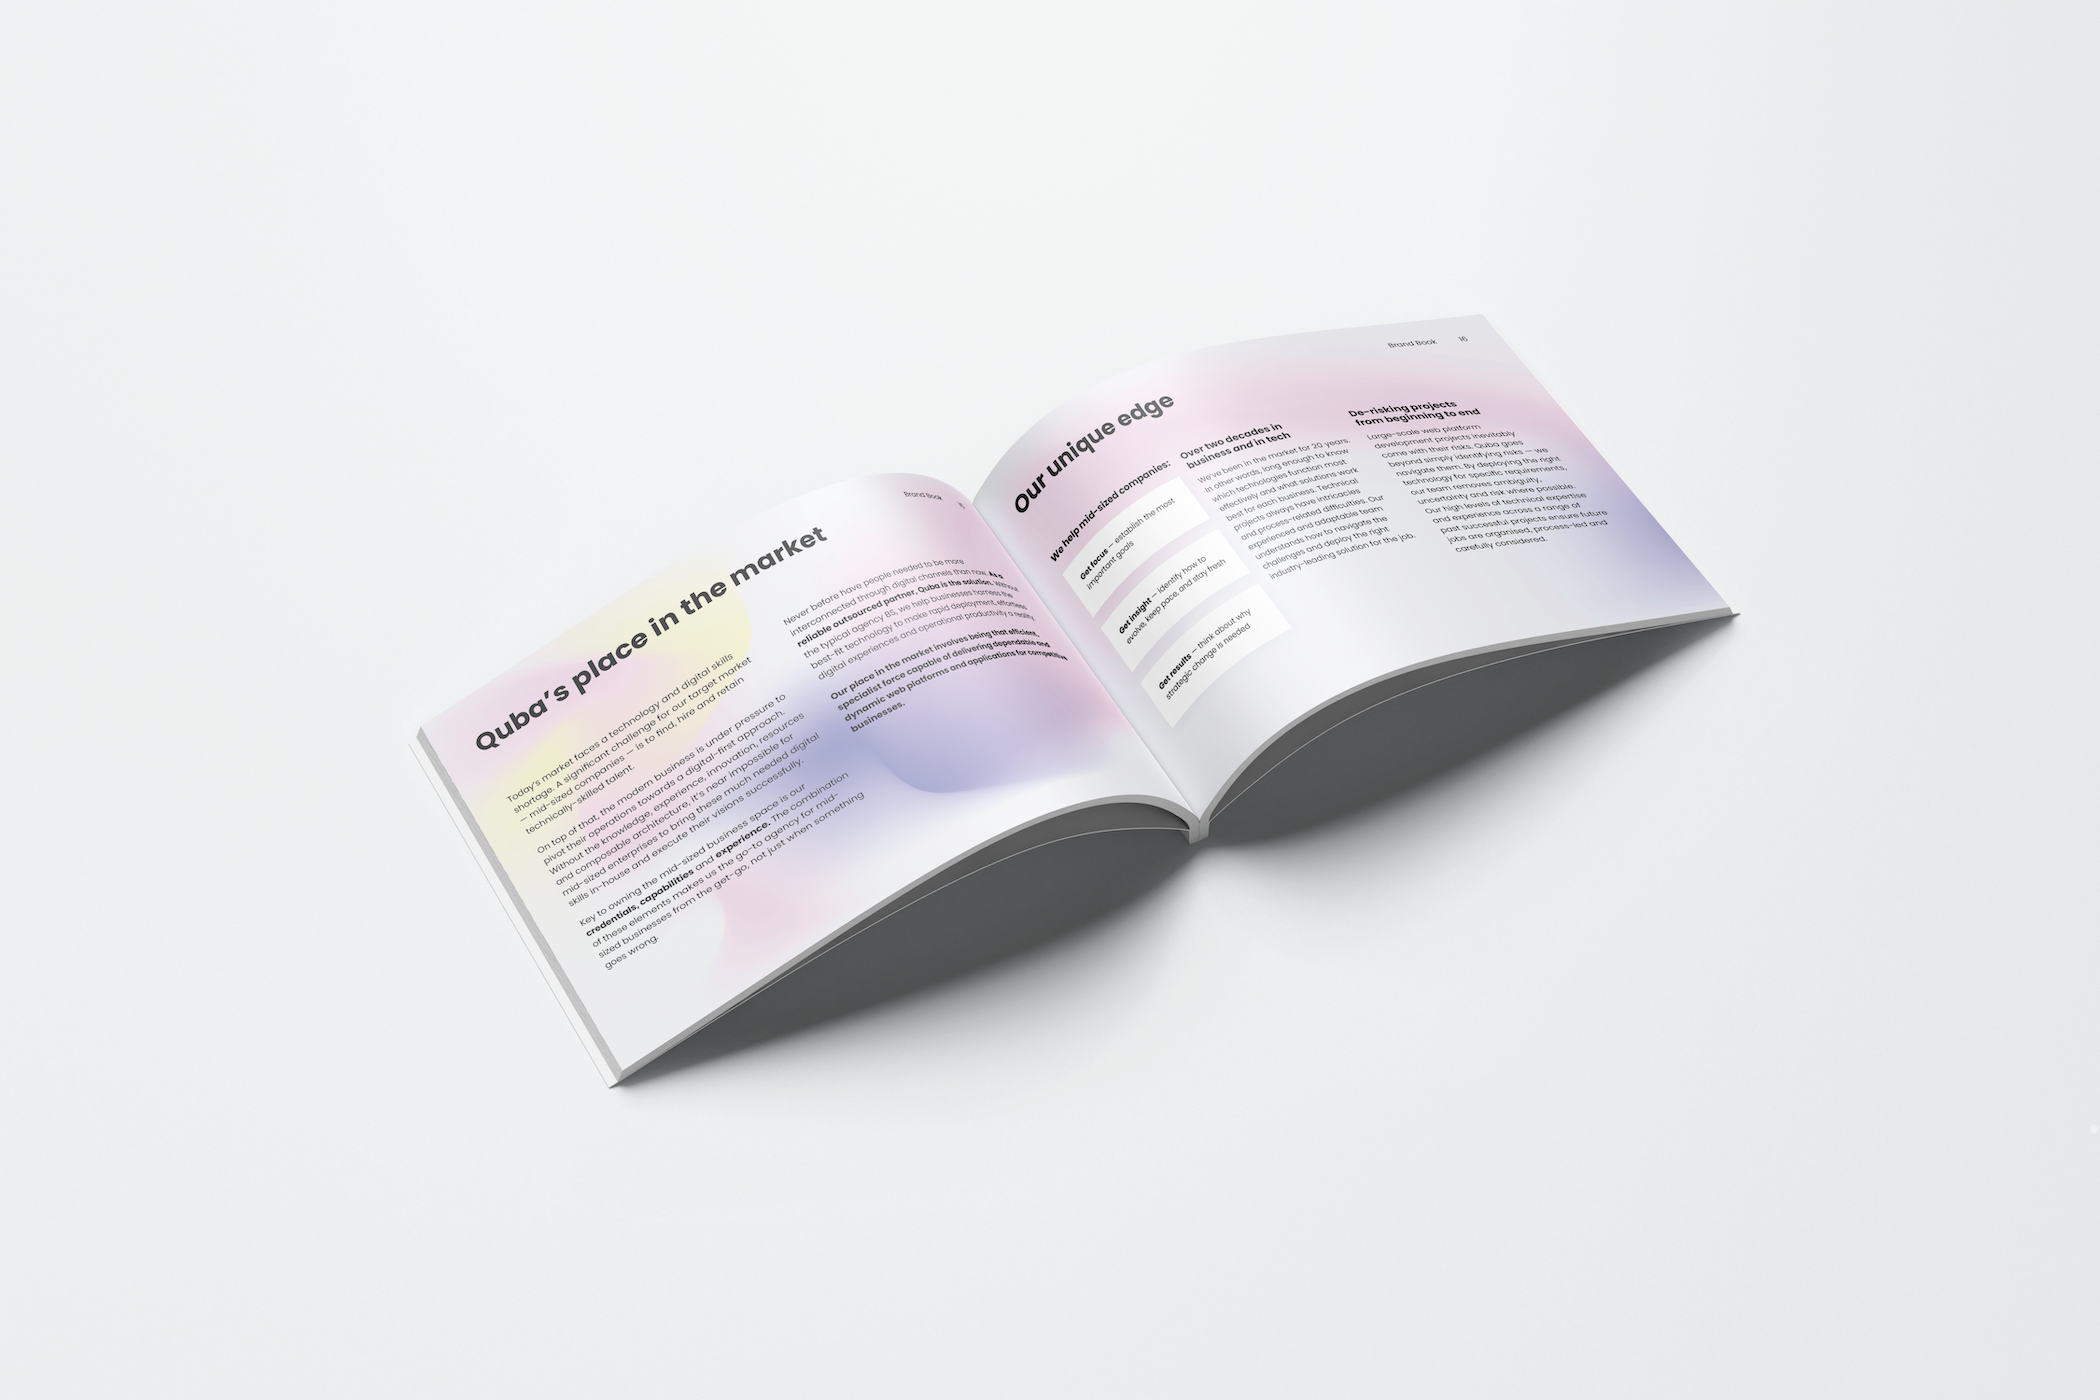 Brand Book
Quba's place in the market
Today's market faces a technology and digital skills
shortage. A significant challenge for our target market
— mid-sized companies — is to find, hire and retain
technically-skilled talent.
On top of that, the modern business is under pressure to
pivot their operations towards a digital-first approach.
Without the knowledge, experience, innovation, resources
and composable architecture, it's near impossible for
mid-sized enterprises to bring these much needed digital
skills in-house and execute their visions successfully.
Key to owning the mid-sized business space is our
credentials, capabilities and experience. The combination
of these elements makes us the go-to agency for mid-
sized businesses from the get-go, not just when something
goes wrong.
Never before have people needed to be more
interconnected through digital channels than now. As a
reliable outsourced partner, Quba is the solution. Without
the typical agency BS, we help businesses harness the
best-fit technology to make rapid deployment, effortless
digital experiences and operational productivity a reality.
Our place in the market involves being that efficient,
specialist force capable of delivering dependable and
dynamic web platforms and applications for competitive
businesses.
Brand Book 16
Our unique edge
We help mid-sized companies:
Get focus — establish the most
important goals
Get insight — identify how to
evolve, keep pace, and stay fresh
Get results — think about why
strategic change is needed
Over two decades in
business and in tech
We've been in the market for 20 years.
In other words, long enough to know
which technologies function most
effectively and what solutions work
best for each business. Technical
projects always have intricacies
and process-related difficulties. Our
experienced and adaptable team
understands how to navigate the
challenges and deploy the right
industry-leading solution for the job.
De-risking projects
from beginning to end
Large-scale web platform
development projects inevitably
come with their risks. Quba goes
beyond simply identifying risks — we
navigate them. By deploying the right
technology for specific requirements,
our team removes ambiguity,
uncertainty and risk where possible.
Our high levels of technical expertise
and experience across a range of
past successful projects ensure future
jobs are organised, process-led and
carefully considered.